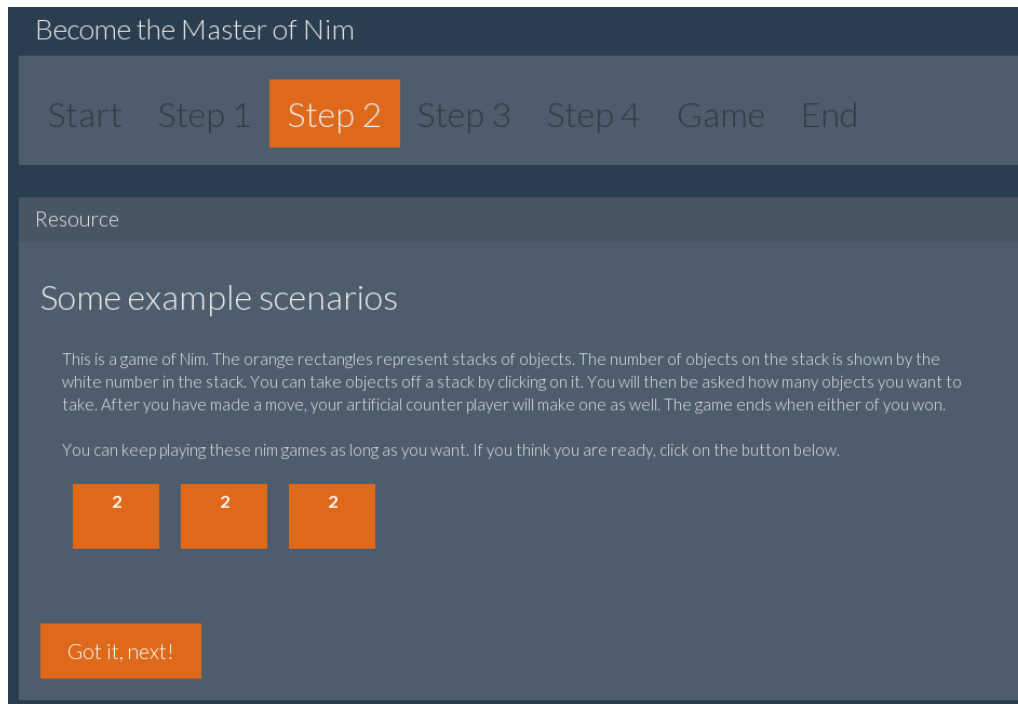 Become the Master of Nim
Start Step 1 Step 2 Step 3 Step 4 Game End
Resource
Some example scenarios
This is a game of Nim. The orange rectangles represent stacks of objects. The number of objects on the stack is shown by the
white number in the stack. You can take objects off a stack by clicking on it. You will then be asked how many objects you want to
take. After you have made a move, your artificial counter player will make one as well. The game ends when either of you won.
You can keep playing these nim games as long as you want. If you think you are ready, click on the button below.
2 2 2
Got it, next!